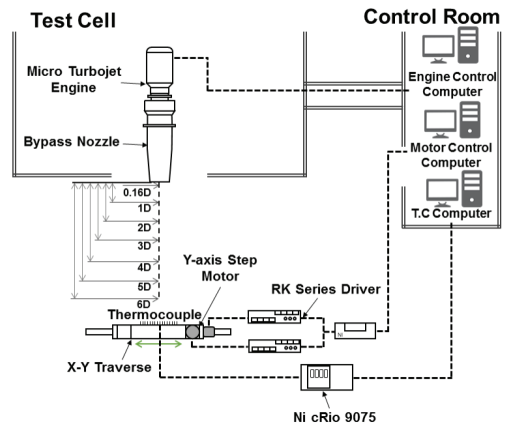 Test Cell
Control Room
Micro Turbojet
Engine
Bypass Nozzle
Engine Control
Computer
Motor Control
Computer
T.C Computer
0.16D
1D
2D
3D
4D
5D
6D
Y-axis Step
Motor
Thermocouple
RK Series Driver
X-Y Traverse
Ni
Ni cRio 9075